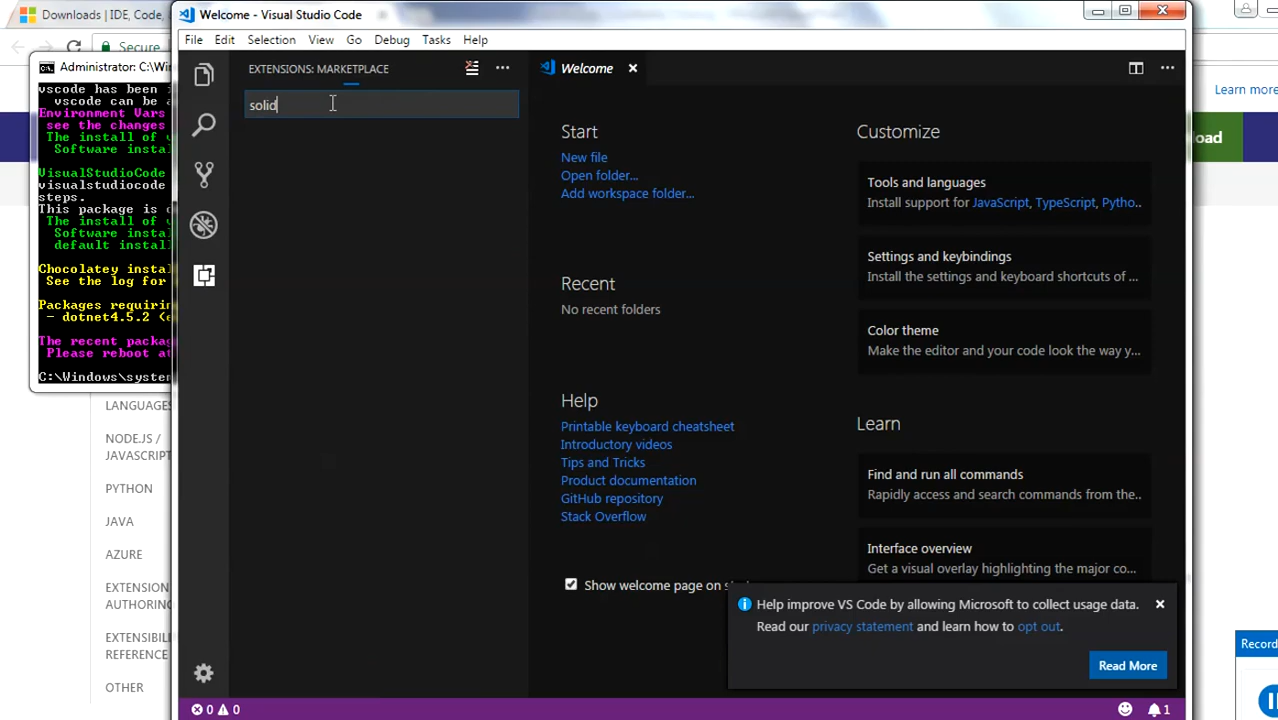 Downloads | IDE, Code,
Secure
Learn more
load
Administrator: C:\Wi
vscode has been
vscode can be a
Environment Vars
see the changes
The install of
Software insta
VisualStudioCode
visualstudiocode
steps.
This package is
The install of
Software insta
default instal
Chocolatey insta
See the log for
Packages requirin
- dotnet4.5.2 (e
The recent packag
Please reboot at
C:\Windows\system
LANGUAGES
NODE.JS /
JAVASCRIPT
PYTHON
JAVA
AZURE
EXTENSION
AUTHORING
EXTENSIBIL
REFERENCE
OTHER
Welcome - Visual Studio Code
File Edit Selection View Go Debug Tasks Help
EXTENSIONS: MARKETPLACE
solid
Welcome
Start
New file
Open folder...
Add workspace folder...
Recent
No recent folders
Help
Printable keyboard cheatsheet
Introductory videos
Tips and Tricks
Product documentation
GitHub repository
Stack Overflow
Show welcome page on
Customize
Tools and languages
Install support for JavaScript, TypeScript, Pytho..
Settings and keybindings
Install the settings and keyboard shortcuts of ...
Color theme
Make the editor and your code look the way y...
Learn
Find and run all commands
Rapidly access and search commands from the..
Interface overview
Get a visual overlay highlighting the major co...
Help improve VS Code by allowing Microsoft to collect usage data.
Read our privacy statement and learn how to opt out.
Read More
0 0
1
Record